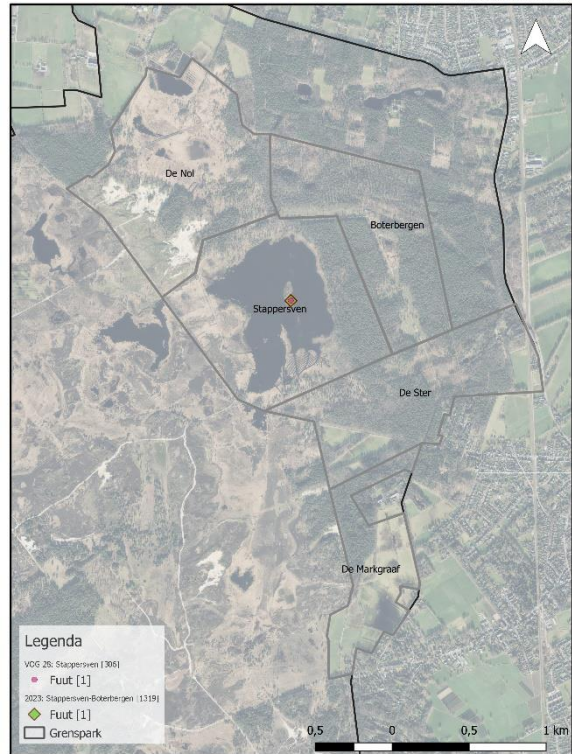 De Nol
Boterbergen
Stappersven
De Ster
De Markgraaf
Legenda
VOG 26: Stappersven [306]
Fuut [1]
2023: Stappersven-Boterbergen [1319]
Fuut [1]
Grenspark
0,5 0 0,5 1 km